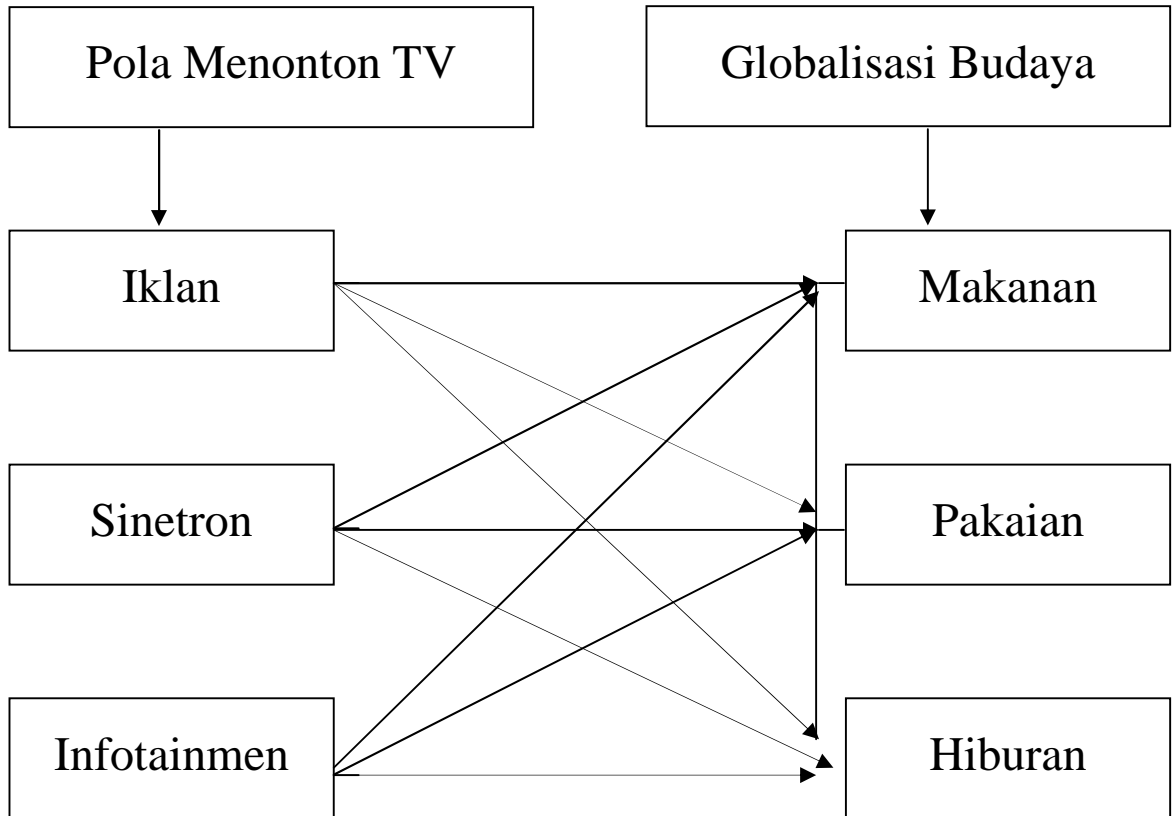 Pola Menonton TV
Globalisasi Budaya
Iklan
Makanan
Sinetron
Pakaian
Infotainmen
Hiburan